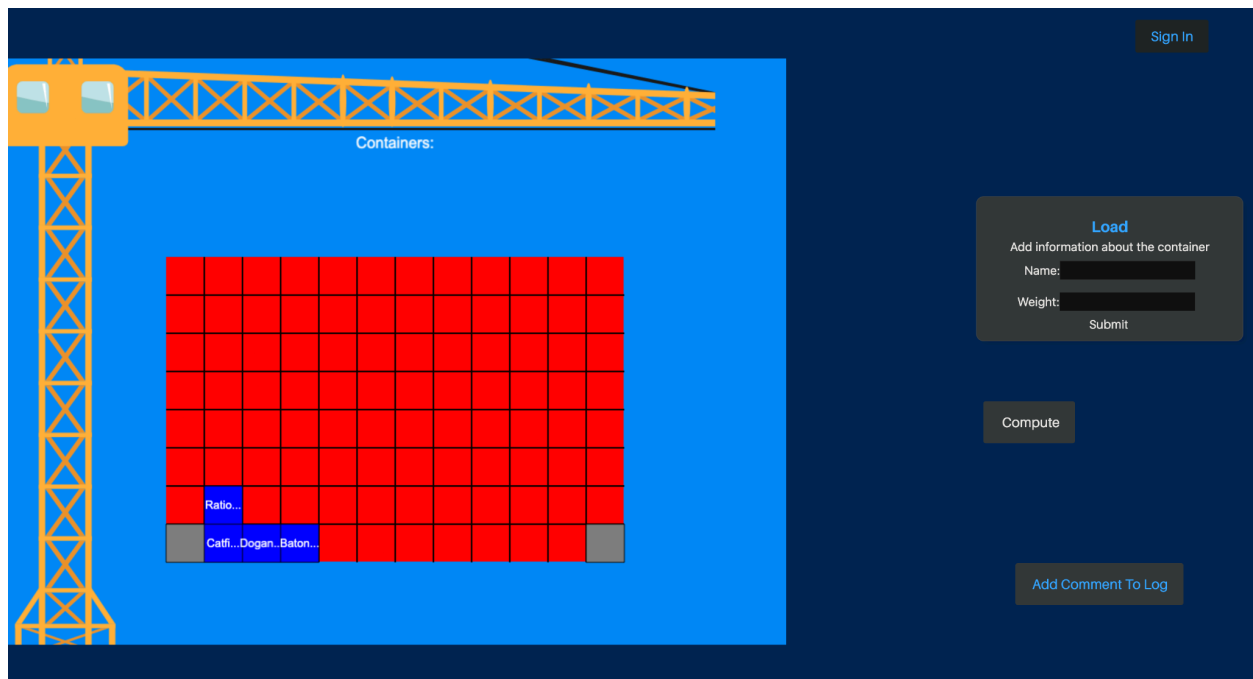 Sign In
Containers:
Load
Add information about the container
Name:
Weight:
Submit
Compute
Ratio...
Catfi...Dogan..Baton...
Add Comment To Log